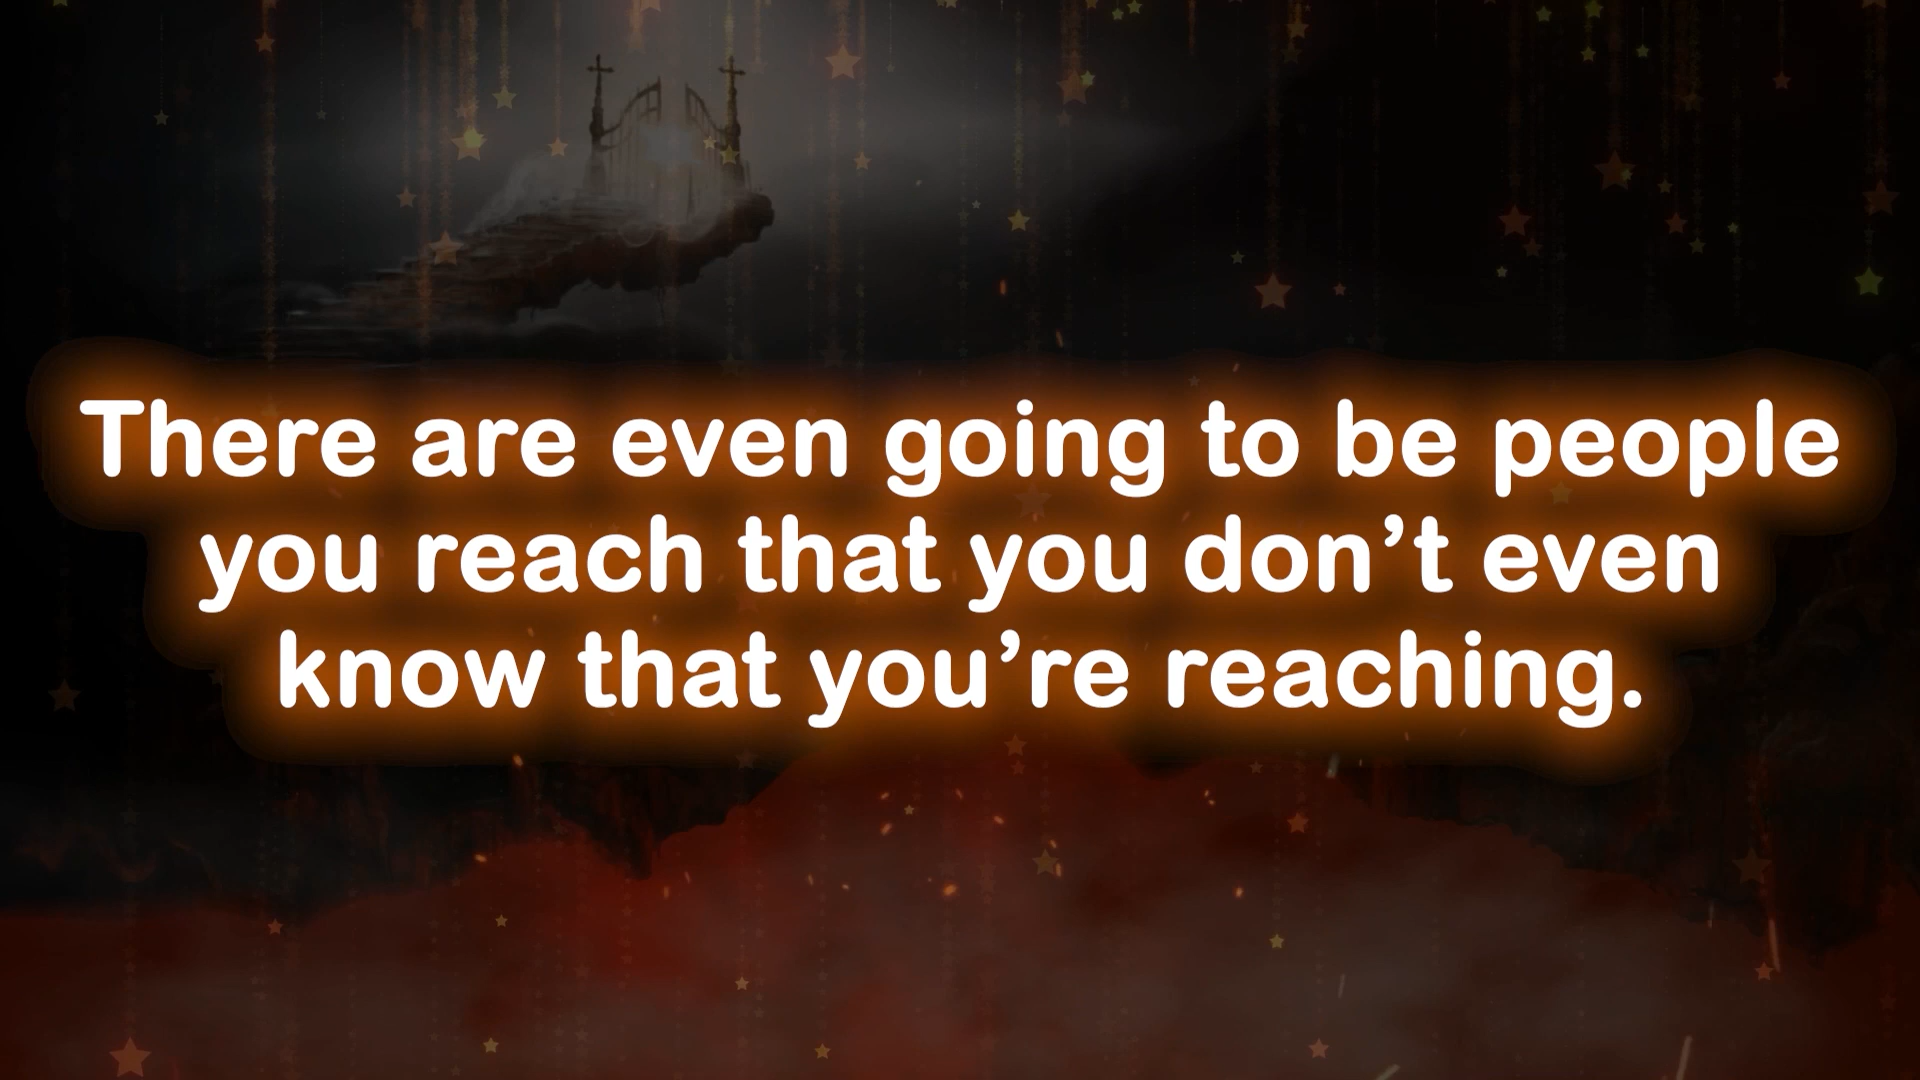 There are even going to be people
you reach that you don’t even
know that you’re reaching.